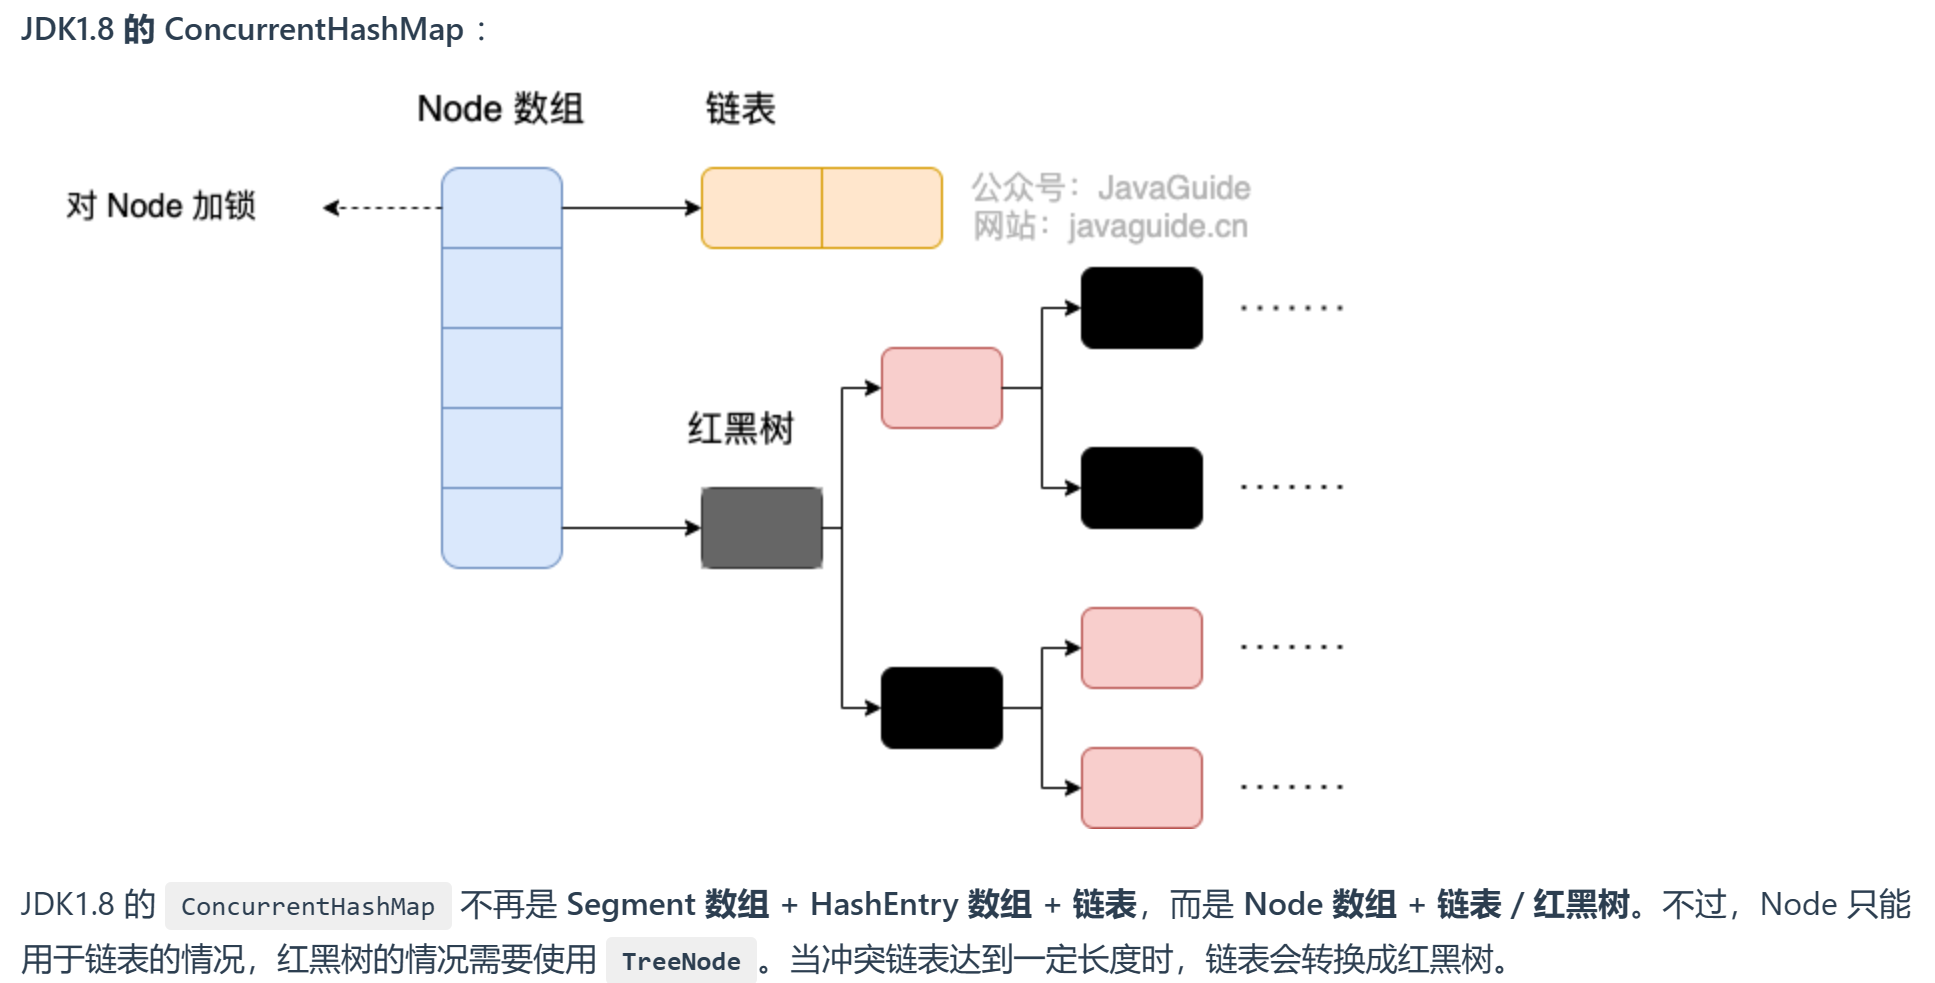 JDK1.8 的 ConcurrentHashMap：
Node 数组
链表
对 Node 加锁
公众号：JavaGuide
网站：javaguide.cn
红黑树
·······
·······
·······
·······
JDK1.8 的 ConcurrentHashMap 不再是 Segment 数组 + HashEntry 数组 + 链表，而是 Node 数组 + 链表 / 红黑树。不过，Node 只能
用于链表的情况，红黑树的情况需要使用 TreeNode 。当冲突链表达到一定长度时，链表会转换成红黑树。